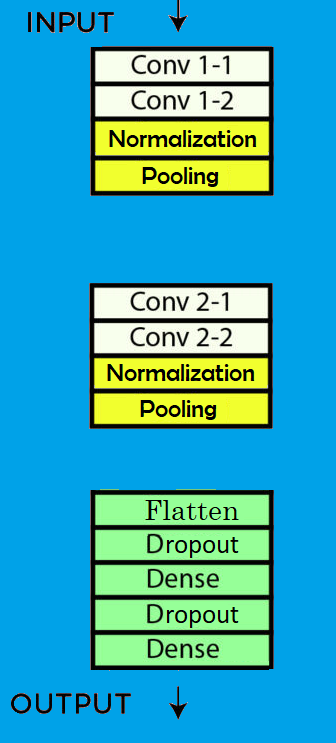 INPUT
Conv 1-1
Conv 1-2
Normalization
Pooling
Conv 2-1
Conv 2-2
Normalization
Pooling
Flatten
Dropout
Dense
Dropout
Dense
OUTPUT